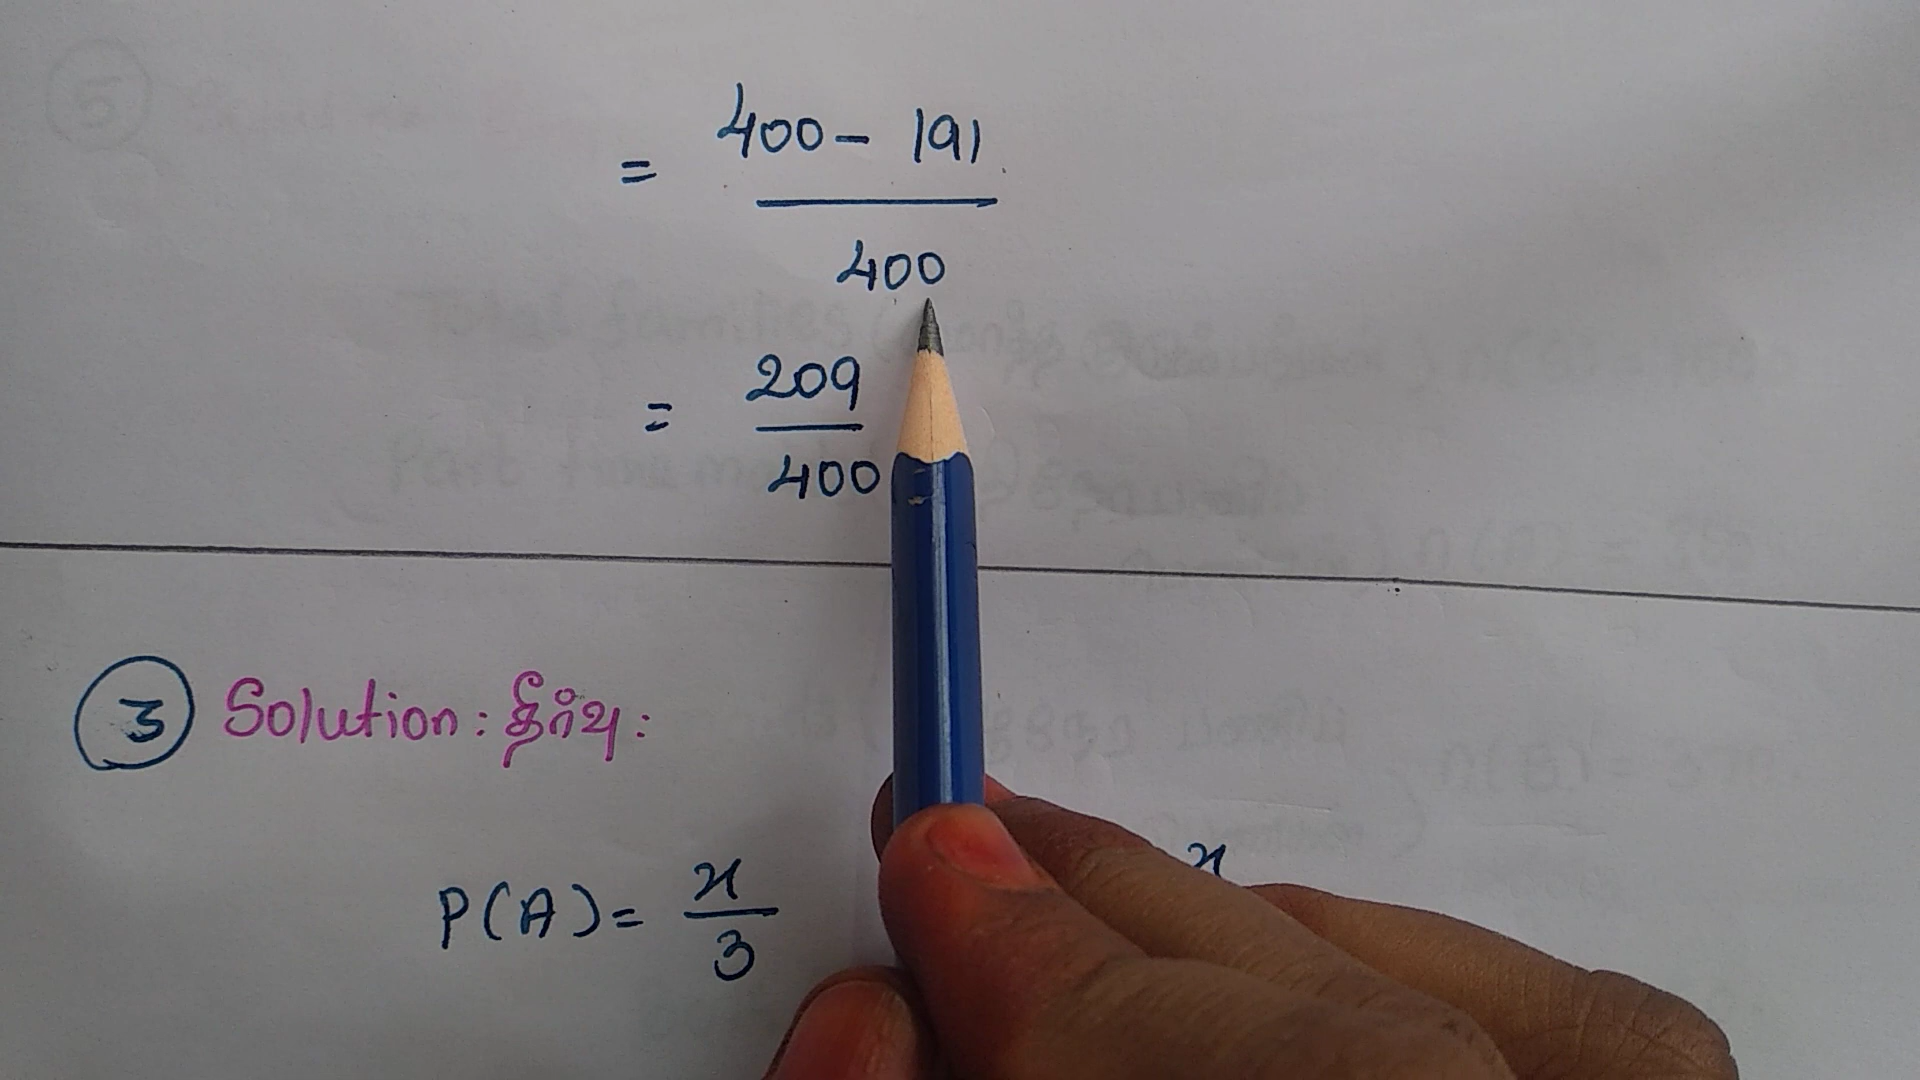 = 400 - 191
400
= 209
400
3 Solution: தீர்வு:
P(A) = x
3
x